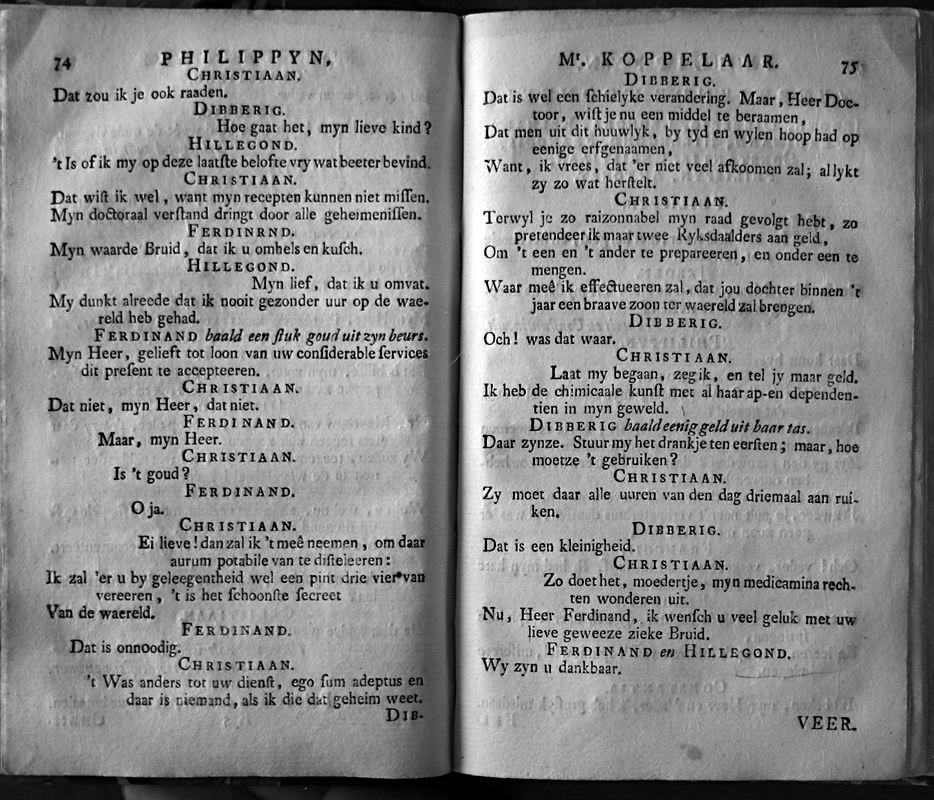 74 PHILIPPYN,
CHRISTIAAN.
Dat zou ik je ook raaden.
DIBBERIG.
Hoe gaat het, myn lieve kind?
HILLEGOND.
't Is of ik my op deze laatſte belofte vry wat beeter bevind.
CHRISTIAAN.
Dat wiſt ik wel, want myn recepten kunnen niet miſſen.
Myn doctoraal verſtand dringt door alle geheimeniſſen.
FERDINRND.
Myn waarde Bruid, dat ik u omhels en kuſch.
HILLEGOND.
Myn lief, dat ik u omvat.
My dunkt alreede dat ik nooit gezonder uur op de wae-
reld heb gehad.
FERDINAND baald een ſtuk goud uit zyn beurs.
Myn Heer, gelieft tot loon van uw conſiderable ſervices
dit preſent te accepteeren.
CHRISTIAAN.
Dat niet, myn Heer, dat niet.
FERDINAND.
Maar, myn Heer.
CHRISTIAAN.
Is 't goud?
FERDINAND.
O ja.
CHRISTIAAN.
Ei lieve! dan zal ik 't meê neemen, om daar
aurum potabile van te diſteleeren:
Ik zal 'er u by geleegentheid wel een pint drie vier van
vereeren, 't is het ſchoonſte ſecreet
Van de waereld.
FERDINAND.
Dat is onnoodig.
CHRISTIAAN.
't Was anders tot uw dienſt, ego ſum adeptus en
daar is niemand, als ik die dat geheim weet.
DIB-
Mr. KOPPELAAR. 75
DIBBERIG.
Dat is wel een ſchielyke verandering. Maar, Heer Doc-
toor, wiſt je nu een middel te beraamen,
Dat men uit dit huuwlyk, by tyd en wylen hoop had op
eenige erfgenaamen,
Want, ik vrees, dat 'er niet veel afkoomen zal; al lykt
zy zo wat herſtelt.
CHRISTIAAN.
Terwyl je zo raizonnabel myn raad gevolgt hebt, zo
pretendeer ik maar twee Ryksdaalders aan geld,
Om 't een en 't ander te prepareeren, en onder een te
mengen.
Waar meê ik effectueeren zal, dat jou dochter binnen 't
jaar een braave zoon ter waereld zal brengen.
DIBBERIG.
Och! was dat waar.
CHRISTIAAN.
Laat my begaan, zeg ik, en tel jy maar geld.
Ik heb de chimicaale kunſt met al haar ap-en dependen-
tien in myn geweld.
DIBBERIG baald eenig geld uit baar tas.
Daar zynze. Stuur my het drankje ten eerſten; maar, hoe
moetze 't gebruiken?
CHRISTIAAN.
Zy moet daar alle uuren van den dag driemaal aan rui-
ken.
DIBBERIG.
Dat is een kleinigheid.
CHRISTIAAN.
Zo doet het, moedertje, myn medicamina rech-
ten wonderen uit.
Nu, Heer Ferdinand, ik wenſch u veel geluk met uw
lieve geweeze zieke Bruid.
FERDINAND en HILLEGOND.
Wy zyn u dankbaar.
VEER.